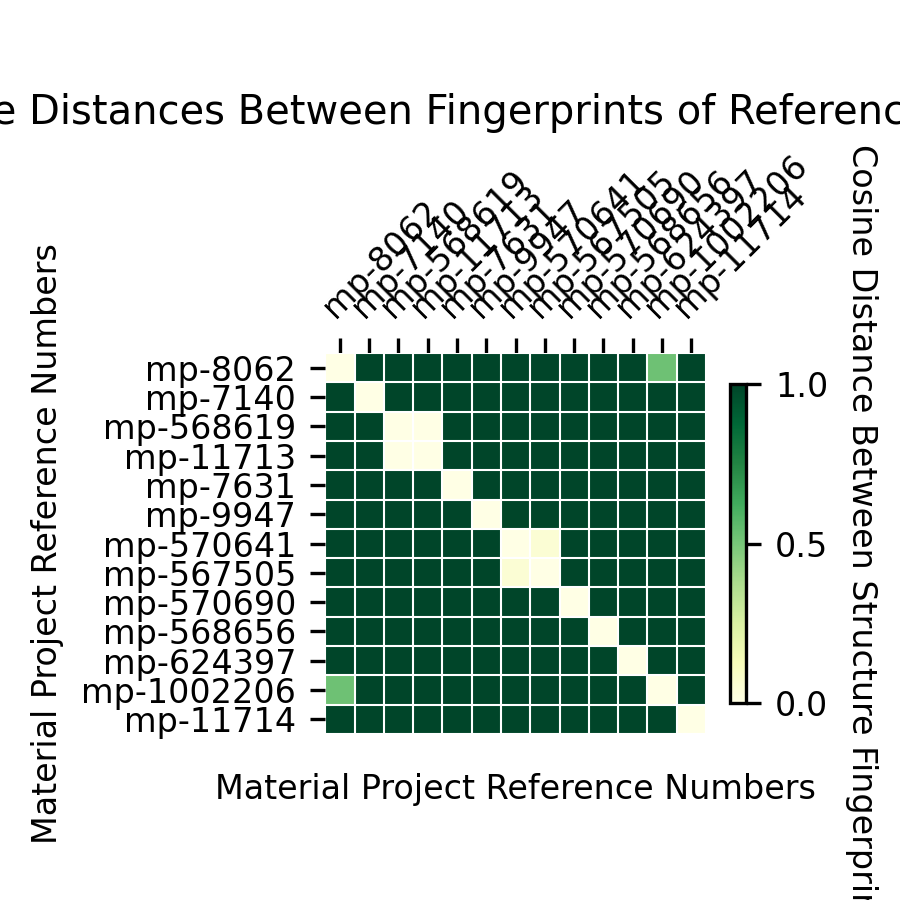 e Distances Between Fingerprints of Referenc
mp-8062
mp-7140
mp-568619
mp-11713
mp-7631
mp-9947
mp-570641
mp-567505
mp-570690
mp-568656
mp-624397
mp-1002206
mp-11714
Material Project Reference Numbers
mp-8062
mp-7140
mp-568619
mp-11713
mp-7631
mp-9947
mp-570641
mp-567505
mp-570690
mp-568656
mp-624397
mp-1002206
mp-11714
1.0
0.5
0.0
Cosine Distance Between Structure Fingerprin
Material Project Reference Numbers